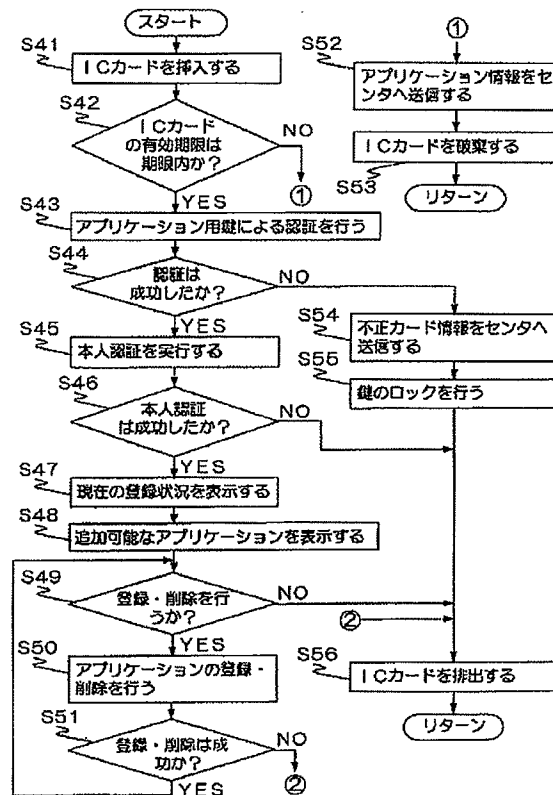 スタート
S41
ICカードを挿入する
S42
ICカード
の有効期限は
期限内か?
NO
①
YES
S43
アプリケーション用鍵による認証を行う
S44
認証は
成功したか?
NO
YES
S45
本人認証を実行する
S46
本人認証
は成功したか?
NO
YES
S47
現在の登録状況を表示する
S48
追加可能なアプリケーションを表示する
S49
登録・削除を行
うか?
NO
YES
S50
アプリケーションの登録・
削除を行う
S51
登録・削除は成
功か?
NO
②
YES
①
S52
アプリケーション情報をセ
ンタへ送信する
ICカードを破棄する
S53
リターン
S54
不正カード情報をセンタへ
送信する
S55
鍵のロックを行う
②
S56
ICカードを排出する
リターン